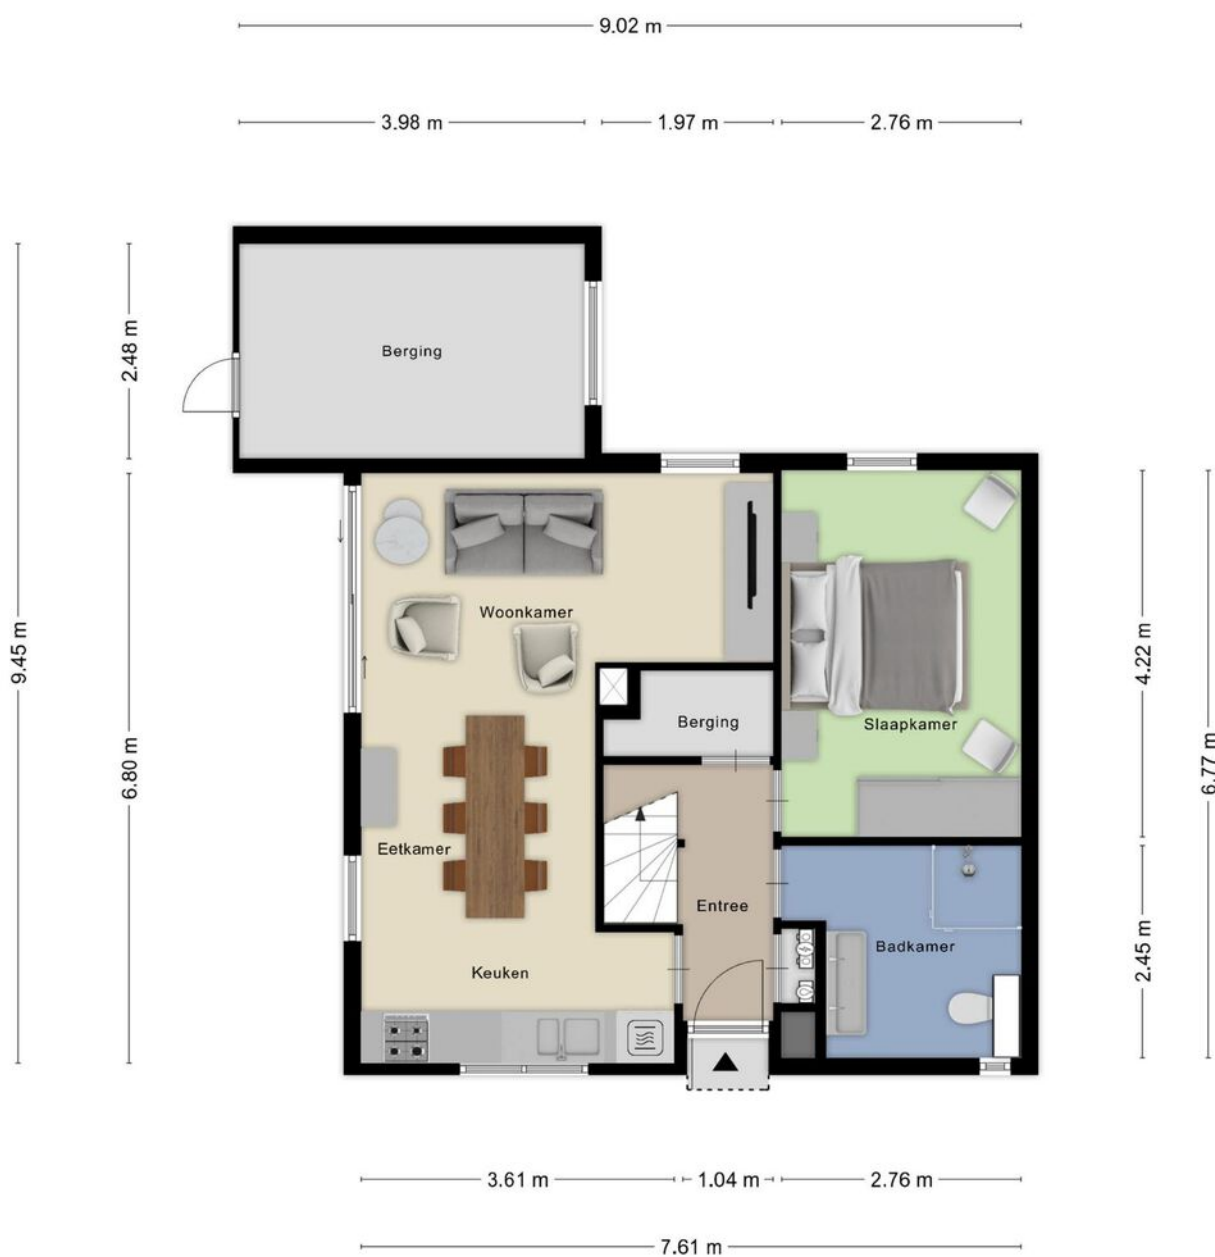 9.02 m
3.98 m
1.97 m
2.76 m
2.48 m
Berging
9.45 m
6.80 m
Woonkamer
4.22 m
6.77 m
Berging
Slaapkamer
Eetkamer
Entree
Badkamer
2.45 m
Keuken
3.61 m
1.04 m
2.76 m
7.61 m